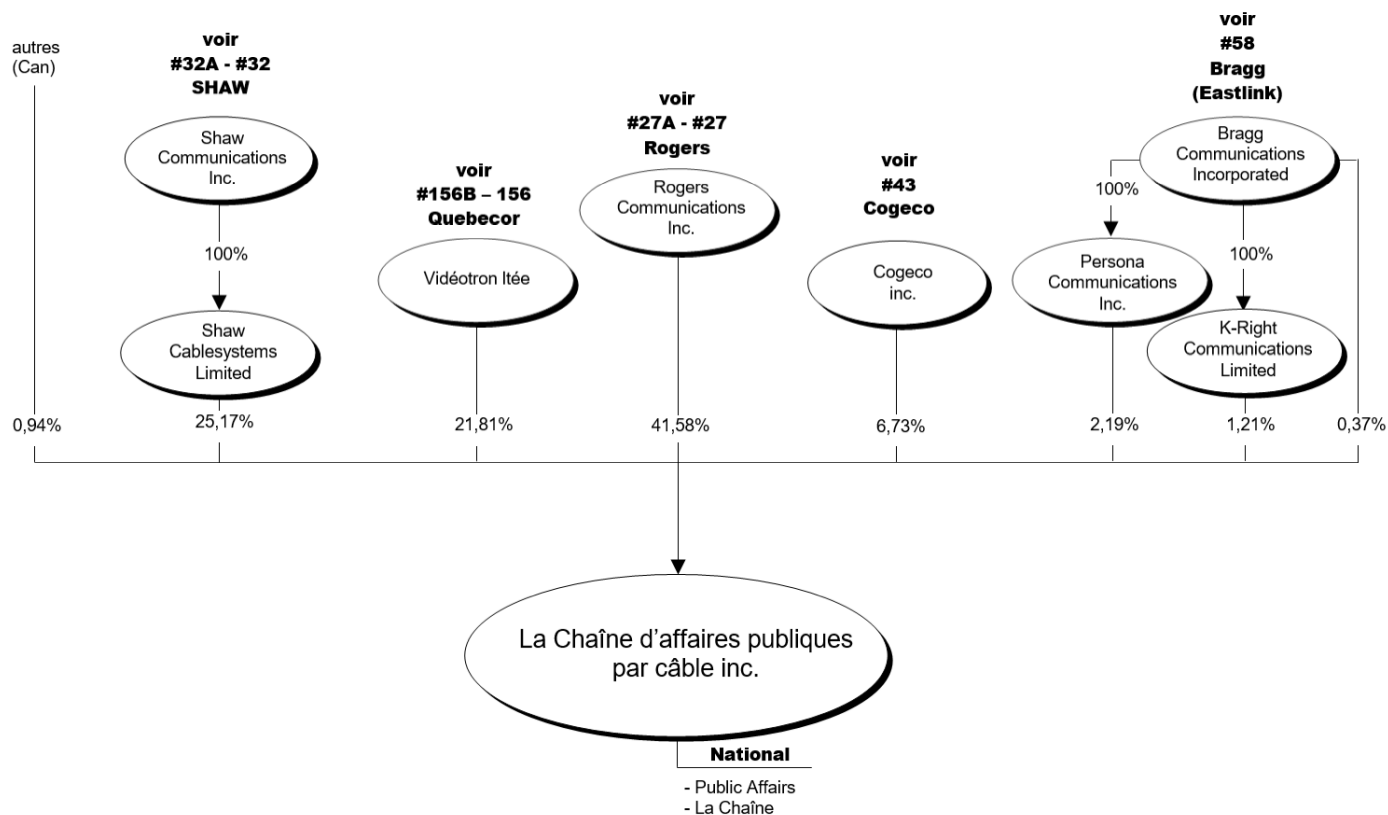 autres
(Can)
voir
#32A - #32
SHAW
Shaw
Communications
Inc.
100%
Shaw
Cablesystems
Limited
voir
#156B – 156
Quebecor
Vidéotron ltée
voir
#27A - #27
Rogers
Rogers
Communications
Inc.
voir
#43
Cogeco
Cogeco
inc.
voir
#58
Bragg
(Eastlink)
Bragg
Communications
Incorporated
100%
100%
Persona
Communications
Inc.
K-Right
Communications
Limited
0,94%
25,17%
21,81%
41,58%
6,73%
2,19%
1,21%
0,37%
La Chaîne d’affaires publiques
par câble inc.
National
- Public Affairs
- La Chaîne